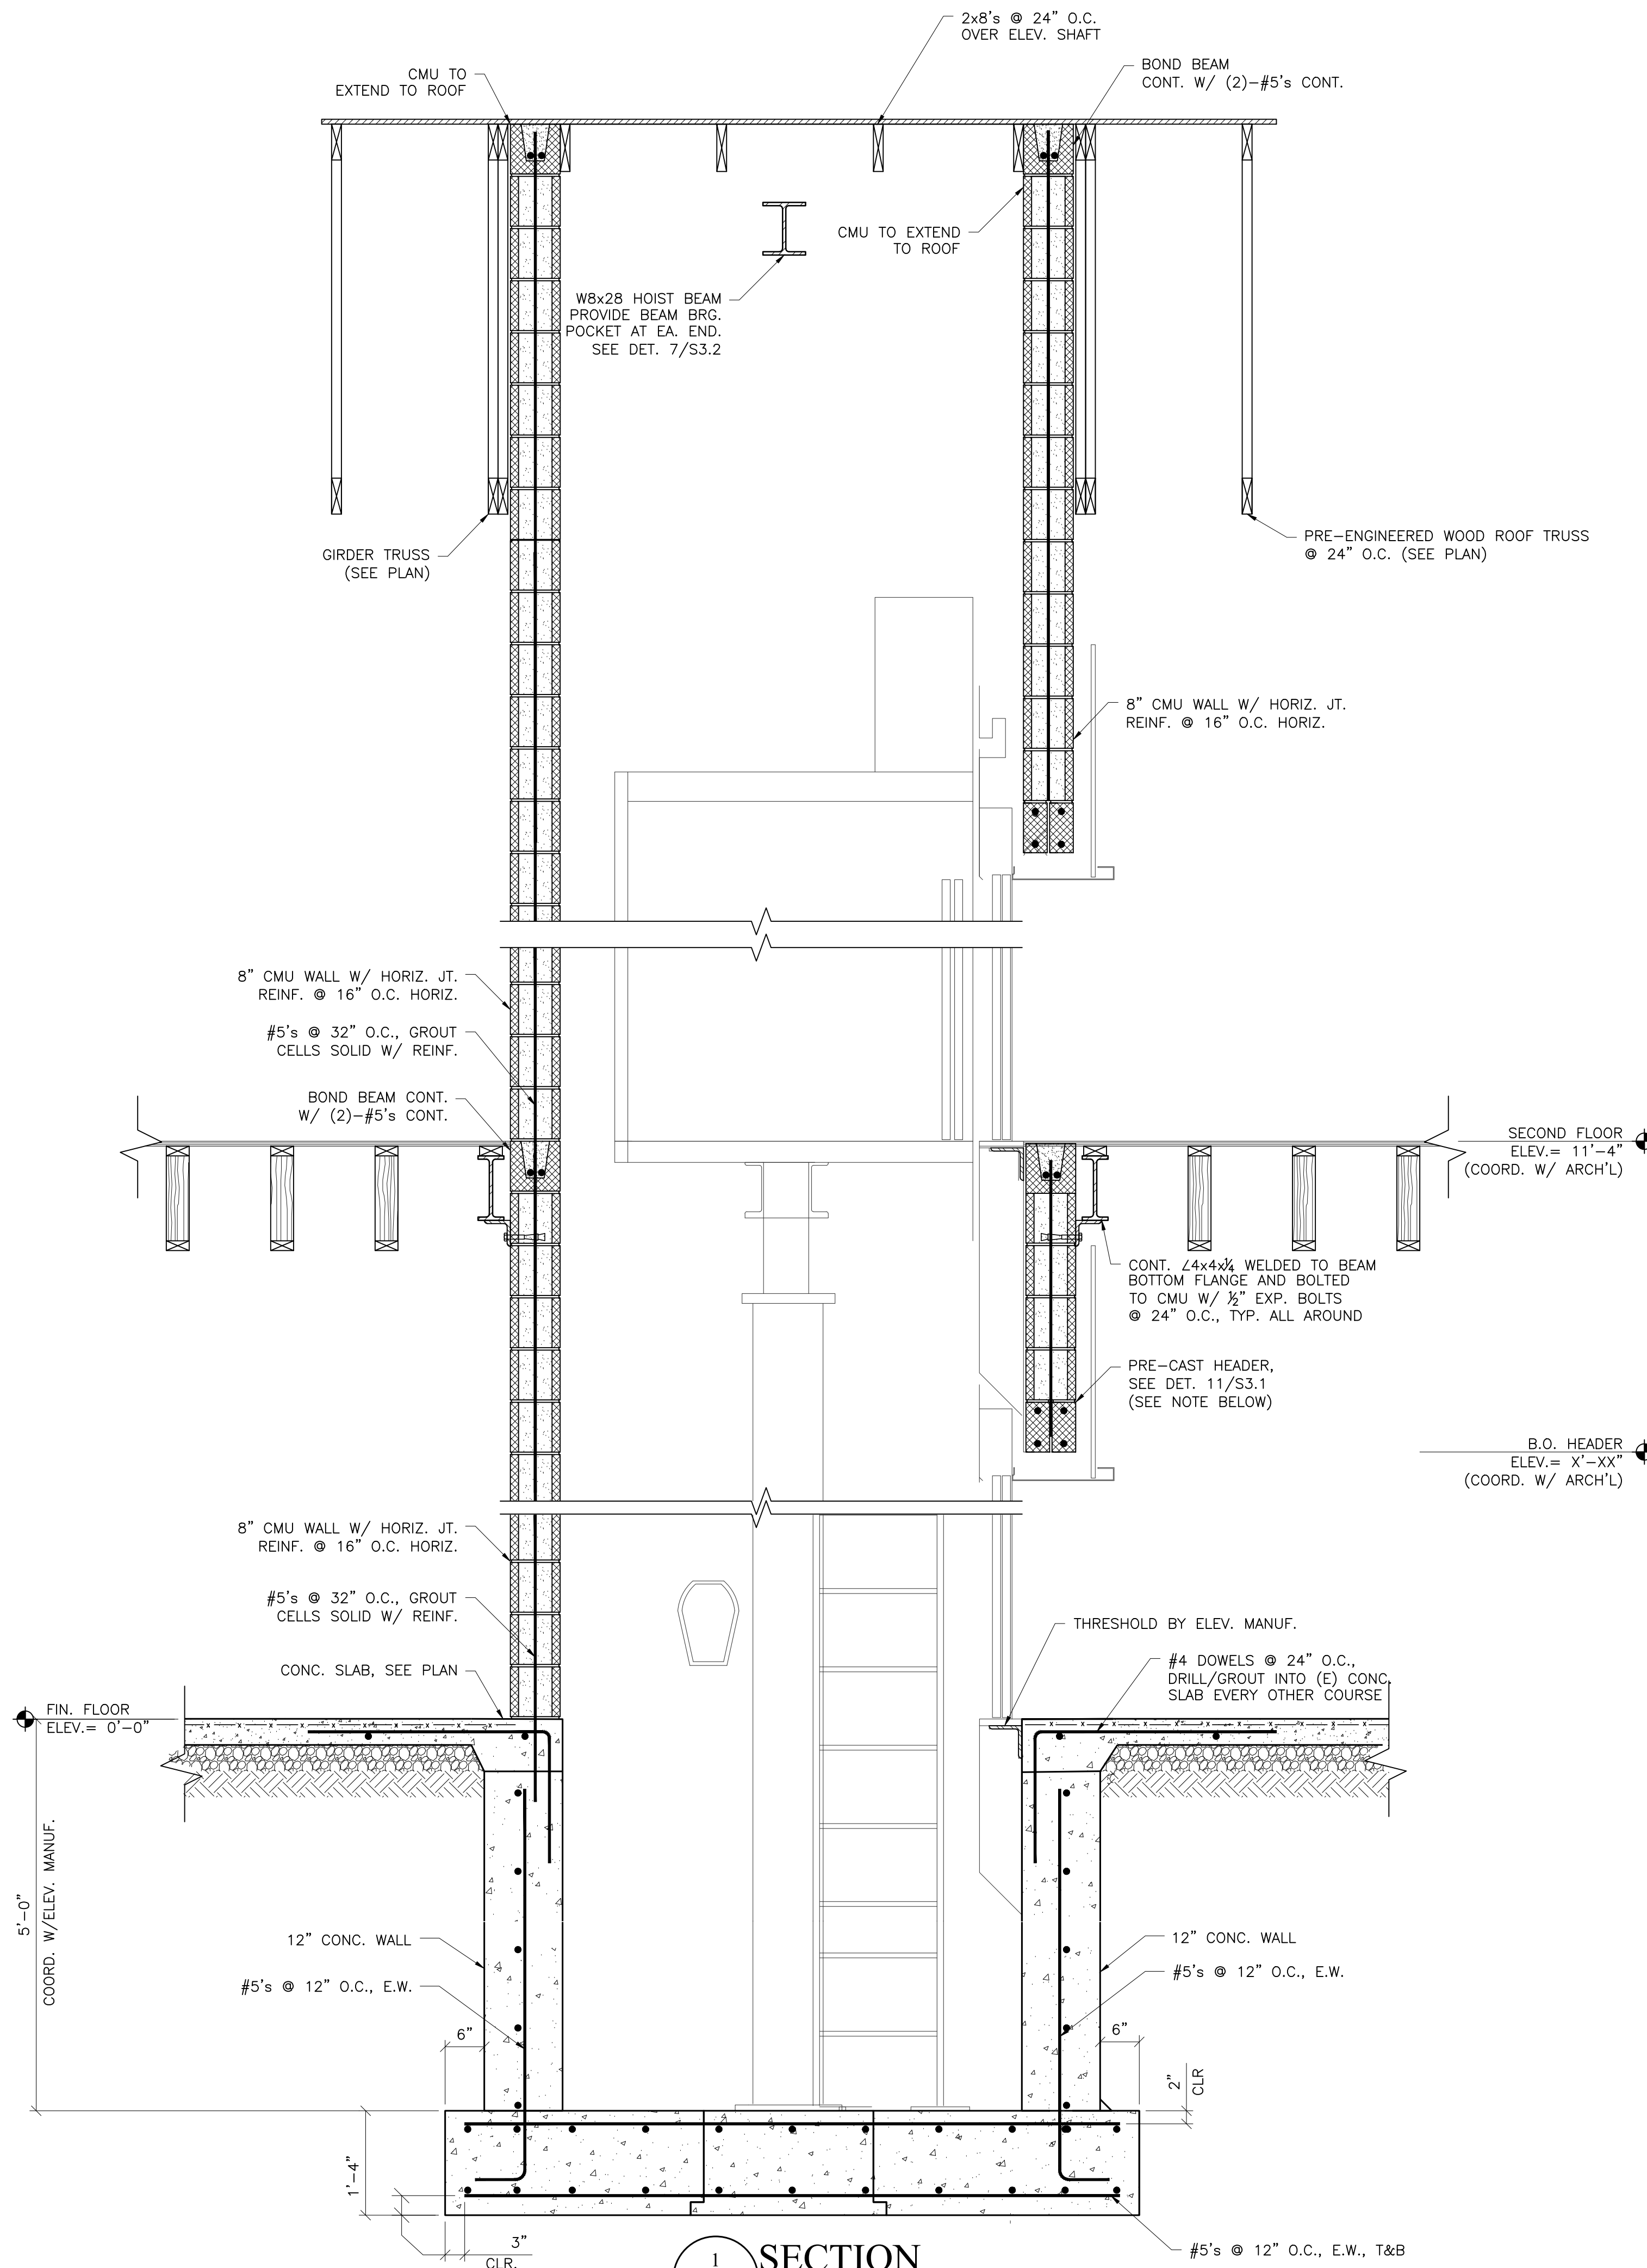 2x8's @ 24" O.C.
OVER ELEV. SHAFT
CMU TO
EXTEND TO ROOF
BOND BEAM
CONT. W/ (2)-#5's CONT.
CMU TO EXTEND
TO ROOF
W8x28 HOIST BEAM
PROVIDE BEAM BRG.
POCKET AT EA. END.
SEE DET. 7/S3.2
GIRDER TRUSS
(SEE PLAN)
PRE-ENGINEERED WOOD ROOF TRUSS
@ 24" O.C. (SEE PLAN)
8" CMU WALL W/ HORIZ. JT.
REINF. @ 16" O.C. HORIZ.
8" CMU WALL W/ HORIZ. JT.
REINF. @ 16" O.C. HORIZ.
#5's @ 32" O.C., GROUT
CELLS SOLID W/ REINF.
BOND BEAM CONT.
W/ (2)-#5's CONT.
SECOND FLOOR
ELEV.= 11'-4"
(COORD. W/ ARCH'L)
CONT. ∠4x4x¼ WELDED TO BEAM
BOTTOM FLANGE AND BOLTED
TO CMU W/ ½" EXP. BOLTS
@ 24" O.C., TYP. ALL AROUND
PRE-CAST HEADER,
SEE DET. 11/S3.1
(SEE NOTE BELOW)
B.O. HEADER
ELEV.= X'-XX"
(COORD. W/ ARCH'L)
8" CMU WALL W/ HORIZ. JT.
REINF. @ 16" O.C. HORIZ.
#5's @ 32" O.C., GROUT
CELLS SOLID W/ REINF.
THRESHOLD BY ELEV. MANUF.
CONC. SLAB, SEE PLAN
#4 DOWELS @ 24" O.C.,
DRILL/GROUT INTO (E) CONC.
SLAB EVERY OTHER COURSE
FIN. FLOOR
ELEV.= 0'-0"
5'-0"
COORD. W/ELEV. MANUF.
12" CONC. WALL
#5's @ 12" O.C., E.W.
12" CONC. WALL
#5's @ 12" O.C., E.W.
6"
6"
2"
CLR
1'-4"
3"
CLR.
#5's @ 12" O.C., E.W., T&B
1
SECTION